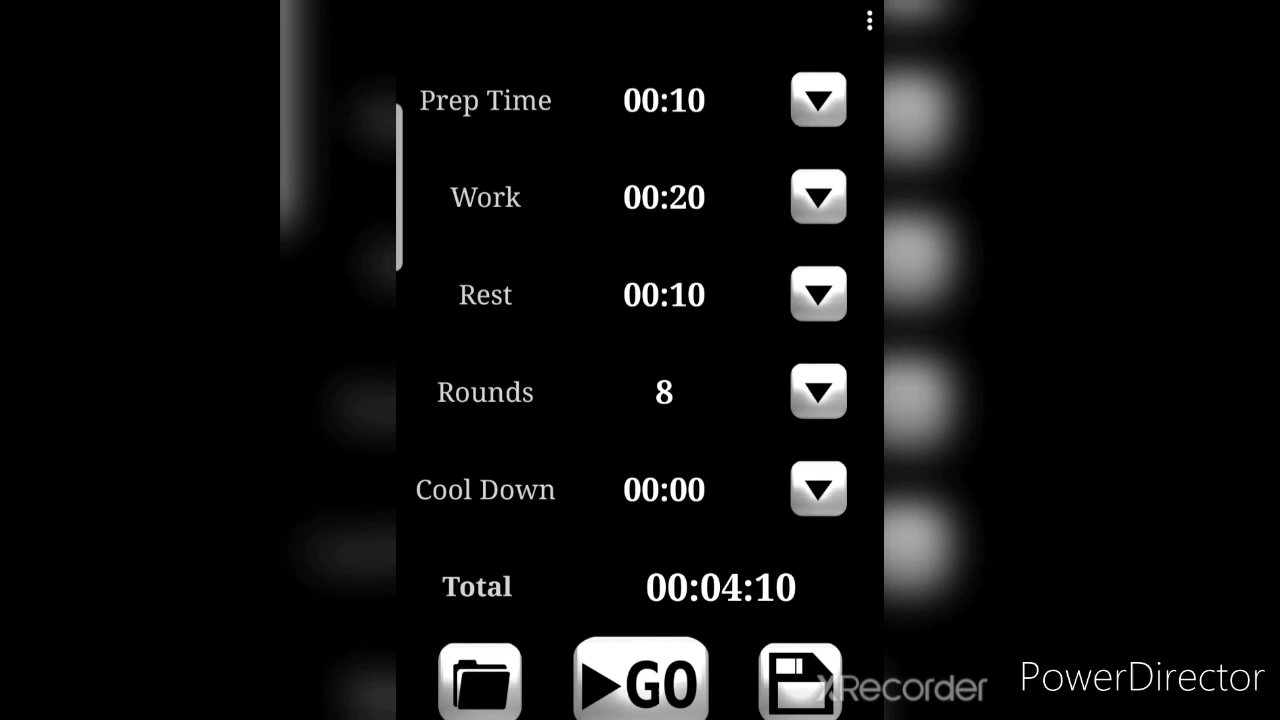 Prep Time 00:10
Work 00:20
Rest 00:10
Rounds 8
Cool Down 00:00
Total 00:04:10
GO
XRecorder
PowerDirector